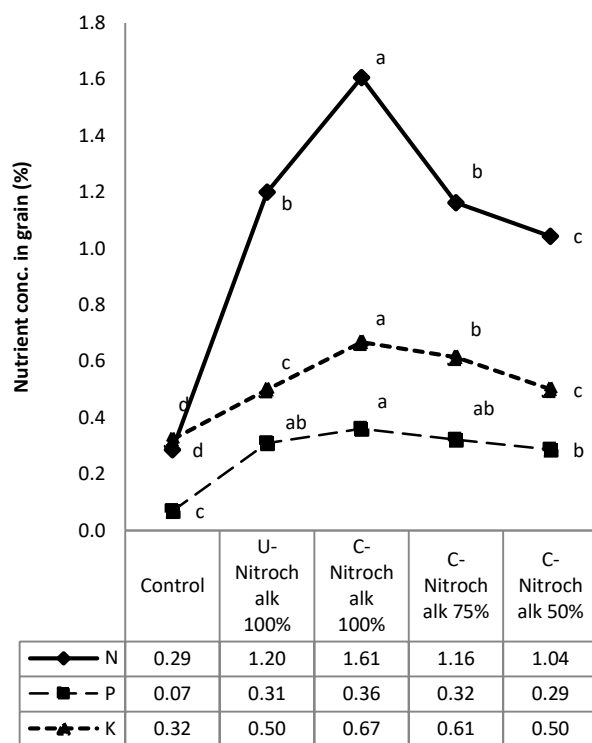 Nutrient conc. in grain (%)
1.8
1.6
1.4
1.2
1.0
0.8
0.6
0.4
0.2
0.0
a
b
b
c
a
b
c
c
d
d
ab
a
ab
b
c
Control
U-
Nitroch
alk
100%
C-
Nitroch
alk
100%
C-
Nitroch
alk 75%
C-
Nitroch
alk 50%
N 0.29 1.20 1.61 1.16 1.04
P 0.07 0.31 0.36 0.32 0.29
K 0.32 0.50 0.67 0.61 0.50